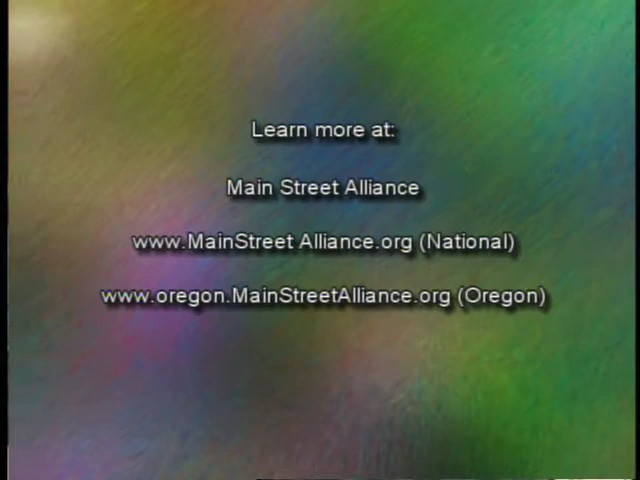 Learn more at:
Main Street Alliance
www.MainStreet Alliance.org (National)
www.oregon.MainStreetAlliance.org (Oregon)